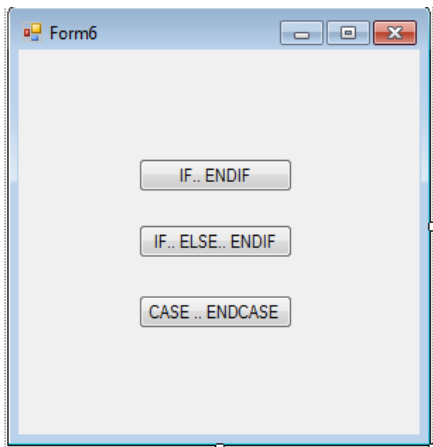 Form6
IF.. ENDIF
IF.. ELSE.. ENDIF
CASE .. ENDCASE